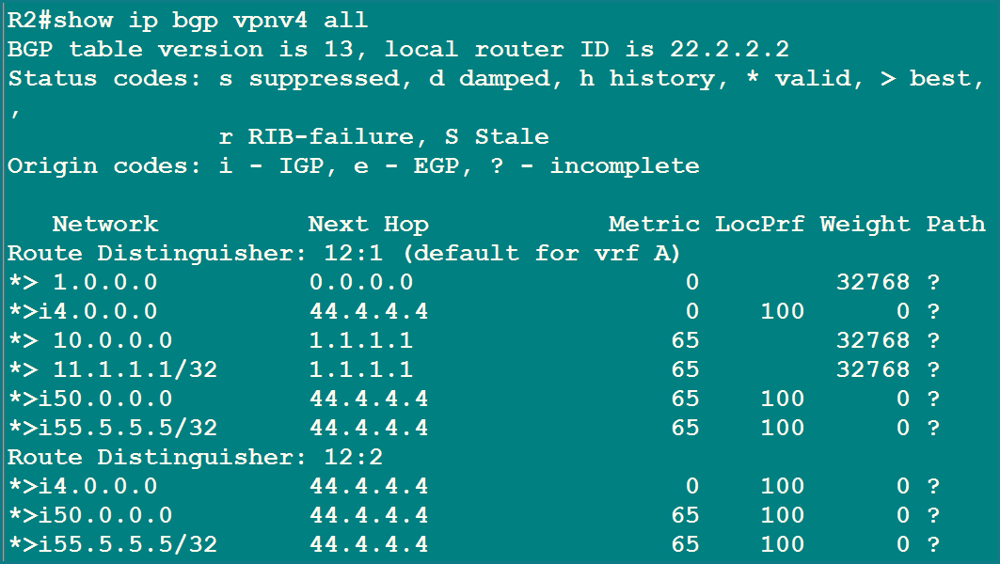 R2#show ip bgp vpnv4 all
BGP table version is 13, local router ID is 22.2.2.2
Status codes: s suppressed, d damped, h history, * valid, > best,
,
              r RIB-failure, S Stale
Origin codes: i - IGP, e - EGP, ? - incomplete

   Network          Next Hop            Metric LocPrf Weight Path
Route Distinguisher: 12:1 (default for vrf A)
*> 1.0.0.0          0.0.0.0                  0         32768 ?
*>i4.0.0.0          44.4.4.4                 0    100      0 ?
*> 10.0.0.0         1.1.1.1                 65         32768 ?
*> 11.1.1.1/32      1.1.1.1                 65         32768 ?
*>i50.0.0.0         44.4.4.4                65    100      0 ?
*>i55.5.5.5/32      44.4.4.4                65    100      0 ?
Route Distinguisher: 12:2
*>i4.0.0.0          44.4.4.4                 0    100      0 ?
*>i50.0.0.0         44.4.4.4                65    100      0 ?
*>i55.5.5.5/32      44.4.4.4                65    100      0 ?